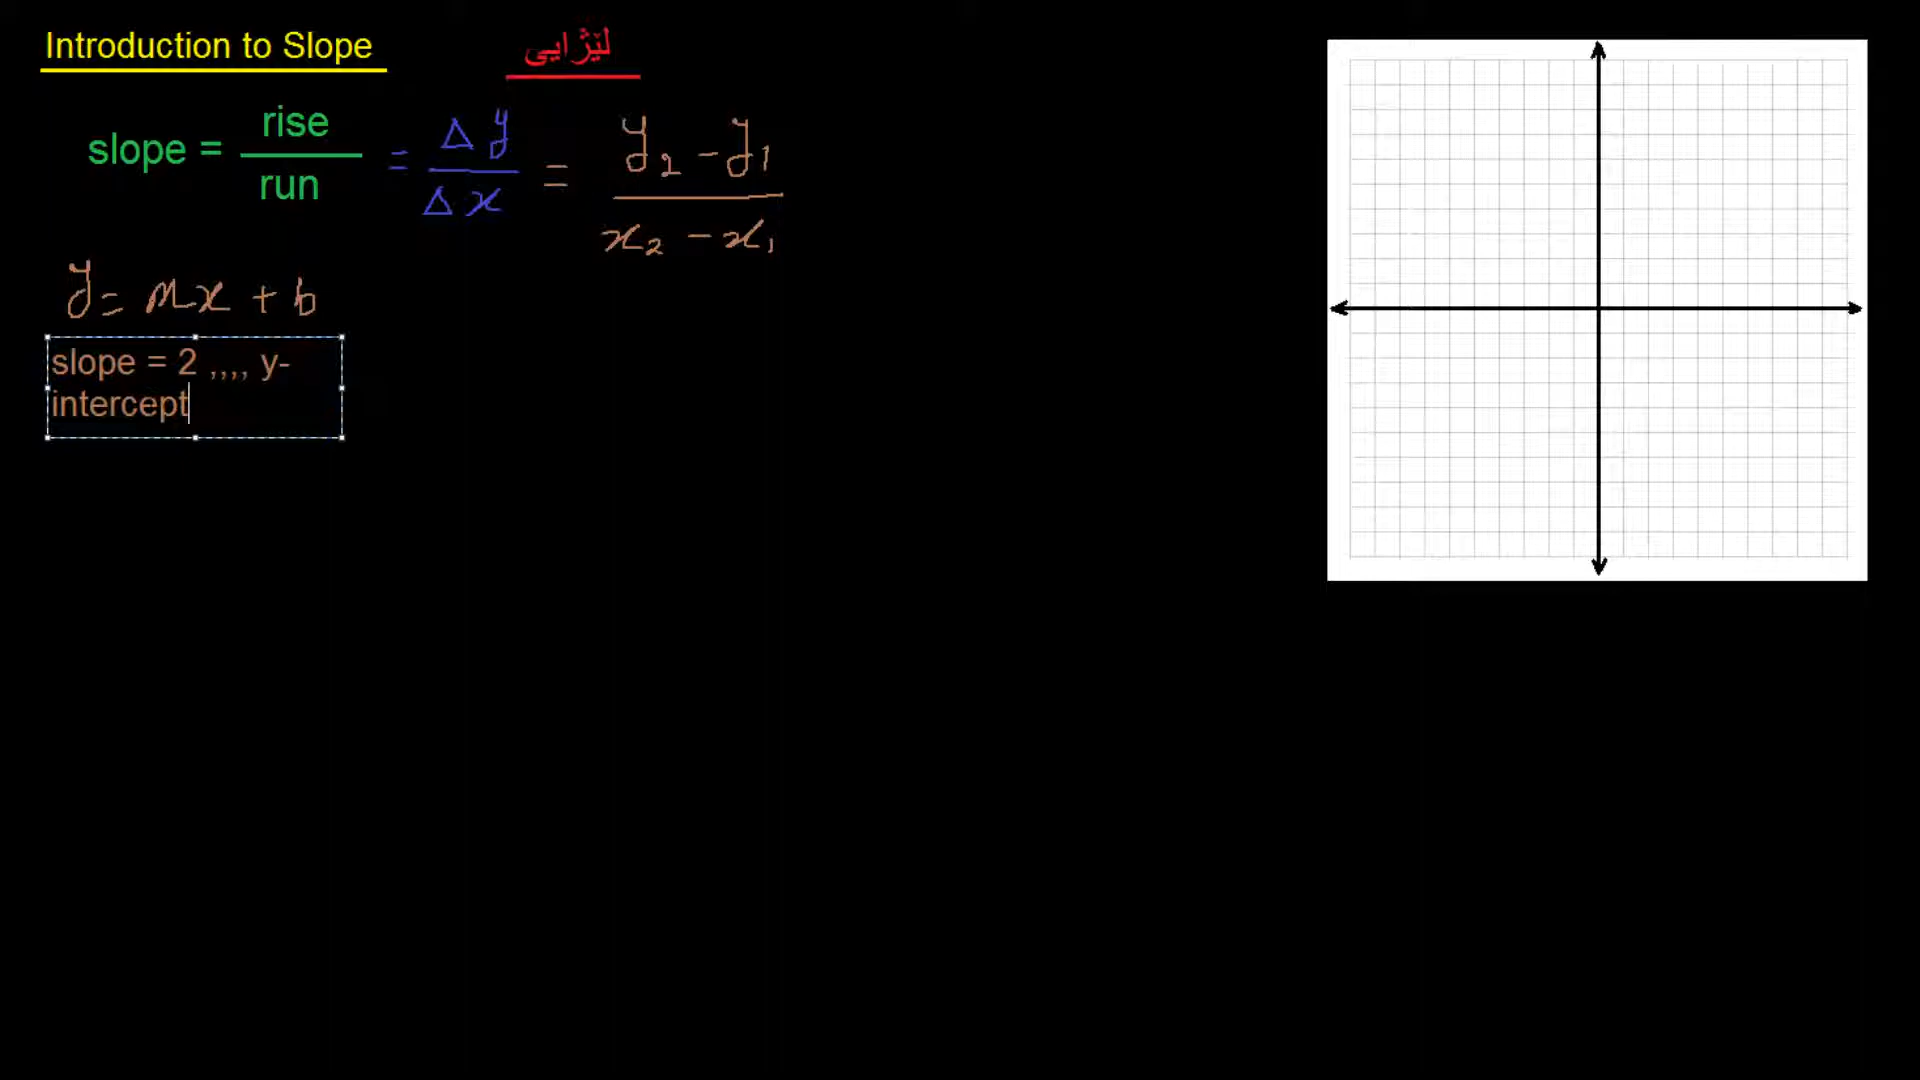 Introduction to Slope
لێژایی
slope = rise / run = Δy / Δx = y₂ - y₁ / x₂ - x₁
y = mx + b
slope = 2 ,,,, y-
intercept